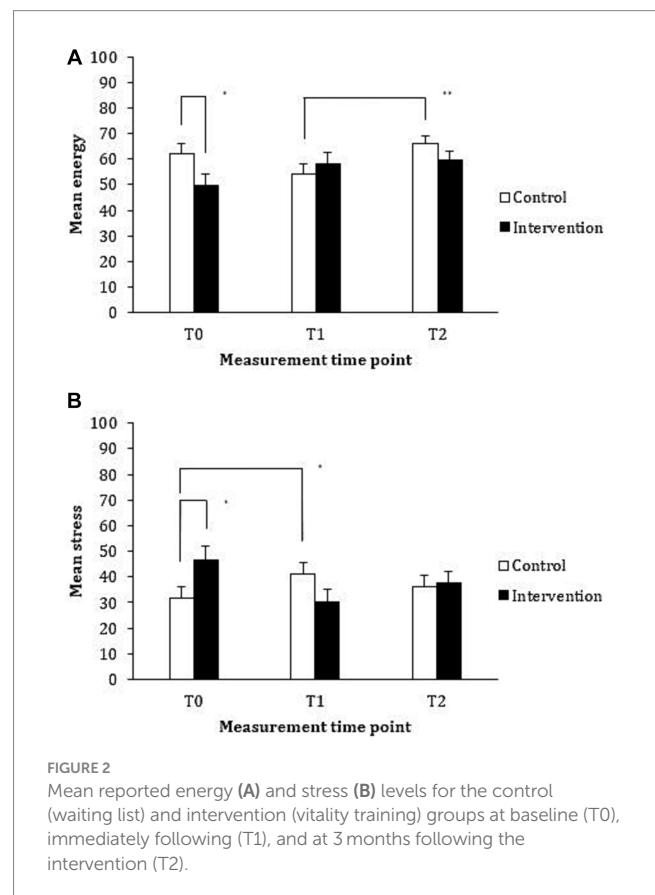 A
100
90
80
70
60
50
40
30
20
10
0
Mean energy
*
**
Control
Intervention
T0 T1 T2
Measurement time point
B
100
90
80
70
60
50
40
30
20
10
0
Mean stress
*
*
Control
Intervention
T0 T1 T2
Measurement time point
FIGURE 2
Mean reported energy (A) and stress (B) levels for the control
(waiting list) and intervention (vitality training) groups at baseline (T0),
immediately following (T1), and at 3 months following the
intervention (T2).